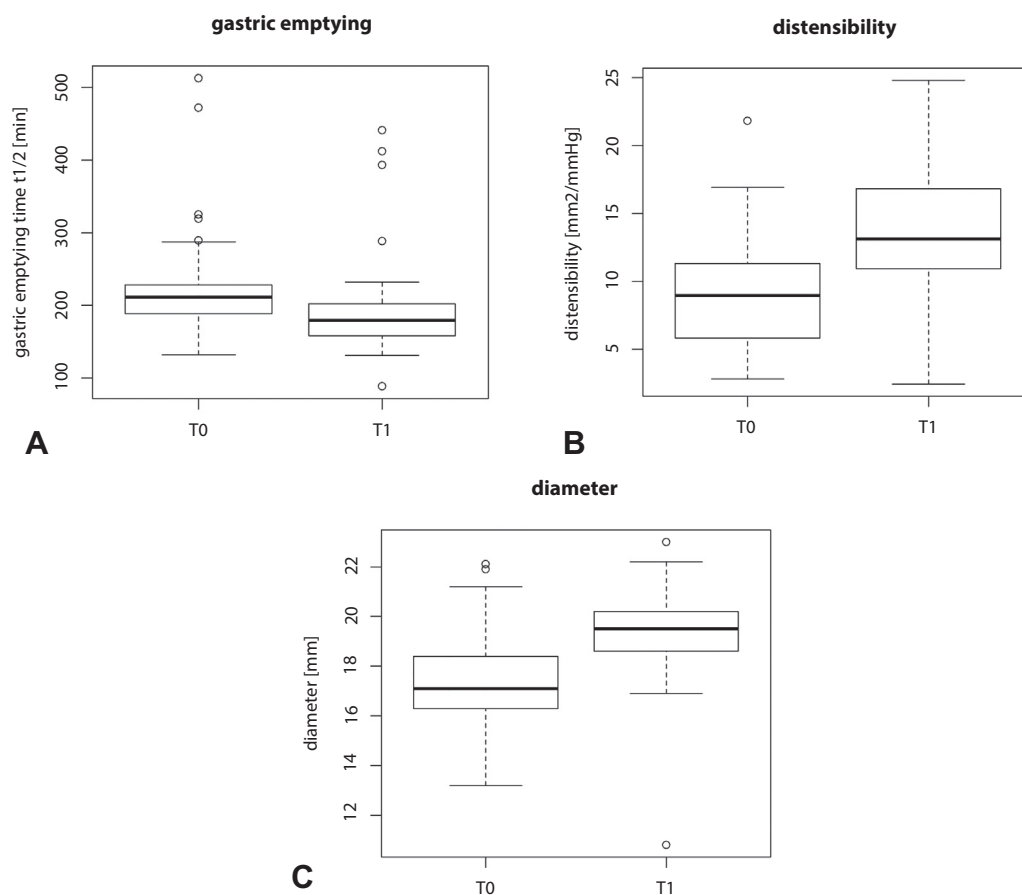 gastric emptying
gastric emptying time t1/2 [min]
500
400
300
200
100
T0
T1
A
distensibility
distensibility [mm2/mmHg]
25
20
15
10
5
T0
T1
B
diameter
diameter [mm]
22
20
18
16
14
12
T0
T1
C